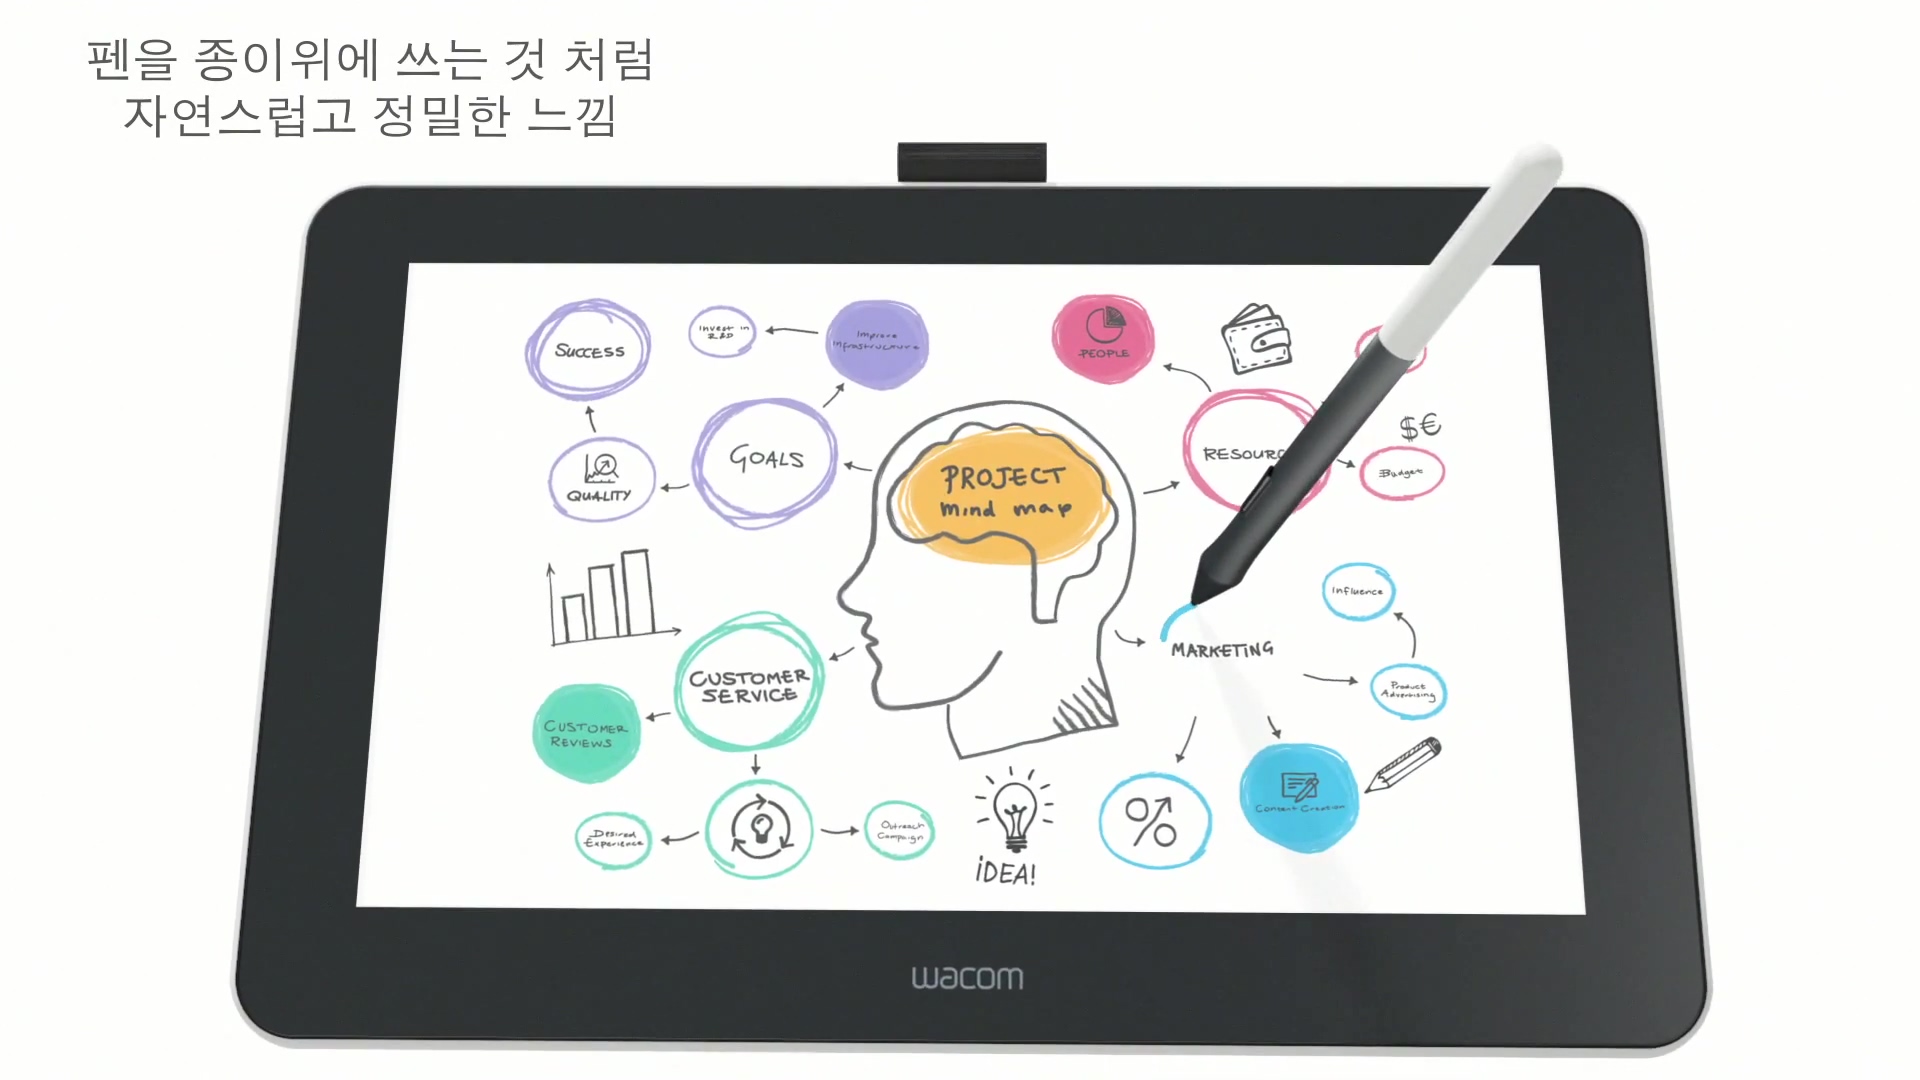 펜을 종이위에 쓰는 것 처럼
자연스럽고 정밀한 느낌
SUCCESS
Invest in
R&D
Improve
Infrastructure
PEOPLE
GOALS
QUALITY
PROJECT
mind map
RESOURC
$€
Budget
Influence
MARKETING
Product
Advertising
CUSTOMER
SERVICE
CUSTOMER
REVIEWS
Desired
Experience
Outreach
Campaign
iDEA!
Content Creation
wacom